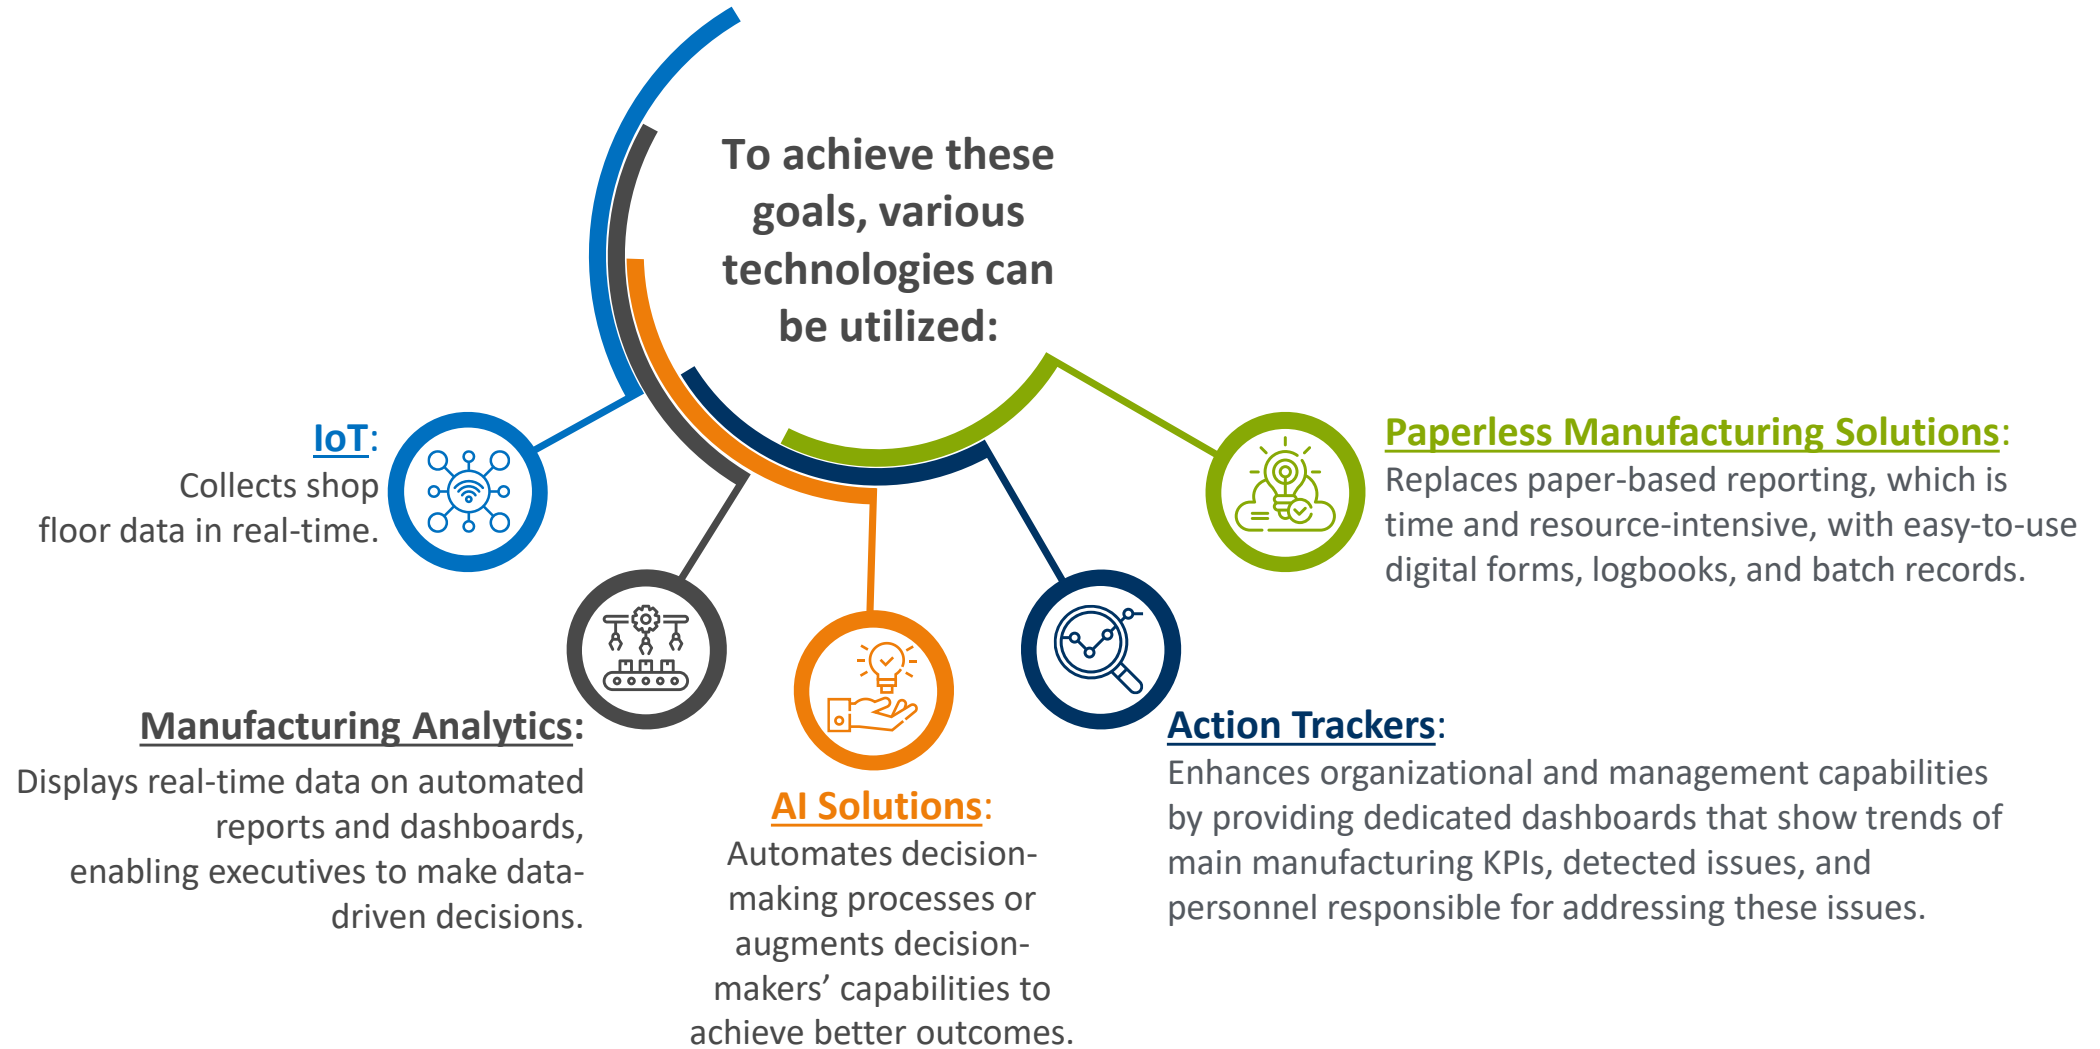 To achieve these
goals, various
technologies can
be utilized:
IoT:
Collects shop
floor data in real-time.
Manufacturing Analytics:
Displays real-time data on automated
reports and dashboards,
enabling executives to make data-
driven decisions.
AI Solutions:
Automates decision-
making processes or
augments decision-
makers’ capabilities to
achieve better outcomes.
Action Trackers:
Enhances organizational and management capabilities
by providing dedicated dashboards that show trends of
main manufacturing KPIs, detected issues, and
personnel responsible for addressing these issues.
Paperless Manufacturing Solutions:
Replaces paper-based reporting, which is
time and resource-intensive, with easy-to-use
digital forms, logbooks, and batch records.